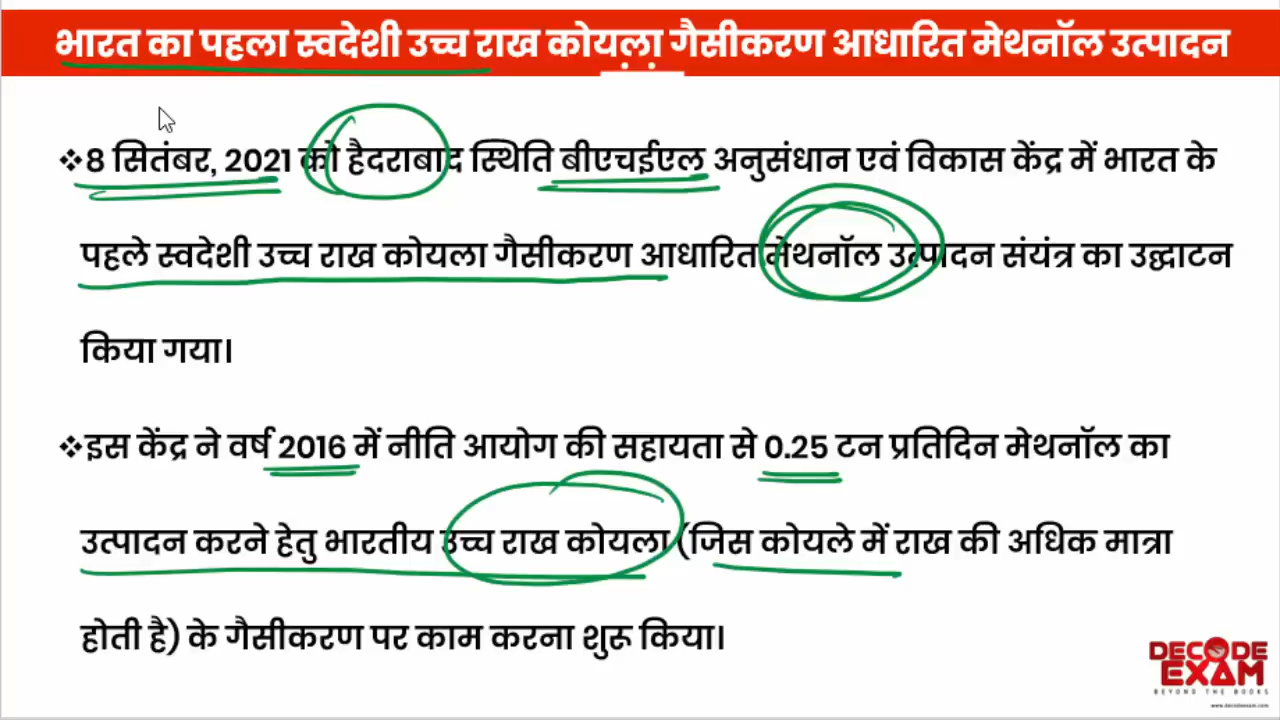 भारत का पहला स्वदेशी उच्च राख कोयला गैसीकरण आधारित मेथनॉल उत्पादन
❖8 सितंबर, 2021 को हैदराबाद स्थिति बीएचईएल अनुसंधान एवं विकास केंद्र में भारत के
पहले स्वदेशी उच्च राख कोयला गैसीकरण आधारित मेथनॉल उत्पादन संयंत्र का उद्घाटन
किया गया।
❖इस केंद्र ने वर्ष 2016 में नीति आयोग की सहायता से 0.25 टन प्रतिदिन मेथनॉल का
उत्पादन करने हेतु भारतीय उच्च राख कोयला (जिस कोयले में राख की अधिक मात्रा
होती है) के गैसीकरण पर काम करना शुरू किया।
DECODE
EXAM
BEYOND THE BOOKS
www.decodeexam.com